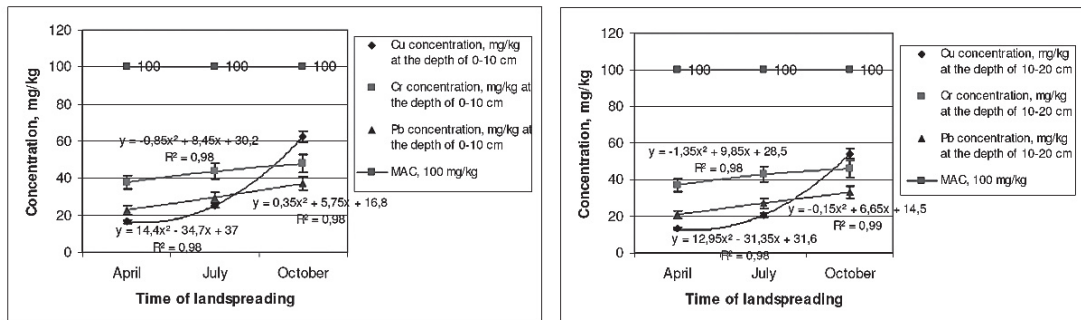 120
100
80
60
40
20
0
Concentration, mg/kg
100 100 100
y = -0,85x² + 8,45x + 30,2
R² = 0,98
0,35x² + 5,75x + 16,8
R² = 0,98
y = 14,4x² - 34,7x + 37
R² = 0,98
April July October
Time of landspreading
Cu concentration, mg/kg
at the depth of 0-10 cm
Cr concentration, mg/kg at
the depth of 0-10 cm
Pb concentration, mg/kg at
the depth of 0-10 cm
MAC, 100 mg/kg
120
100
80
60
40
20
0
Concentration, mg/kg
100 100 100
y = -1,35x² + 9,85x + 28,5
R² = 0,98
y = -0,15x² + 6,65x + 14,5
R² = 0,99
y = 12,95x² - 31,35x + 31,6
R² = 0,98
April July October
Time of landspreading
Cu concentration, mg/kg
at the depth of 10-20 cm
Cr concentration, mg/kg
at the depth of 10-20 cm
Pb concentration, mg/kg
at the depth of 10-20 cm
MAC, 100 mg/kg